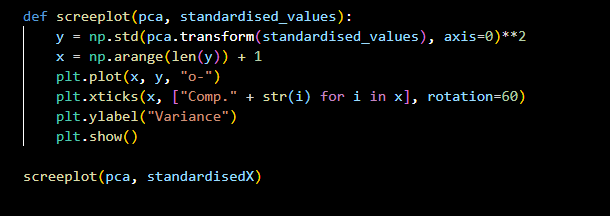 def screeplot(pca, standardised_values):
    y = np.std(pca.transform(standardised_values), axis=0)**2
    x = np.arange(len(y)) + 1
    plt.plot(x, y, "o-")
    plt.xticks(x, ["Comp." + str(i) for i in x], rotation=60)
    plt.ylabel("Variance")
    plt.show()

screeplot(pca, standardisedX)